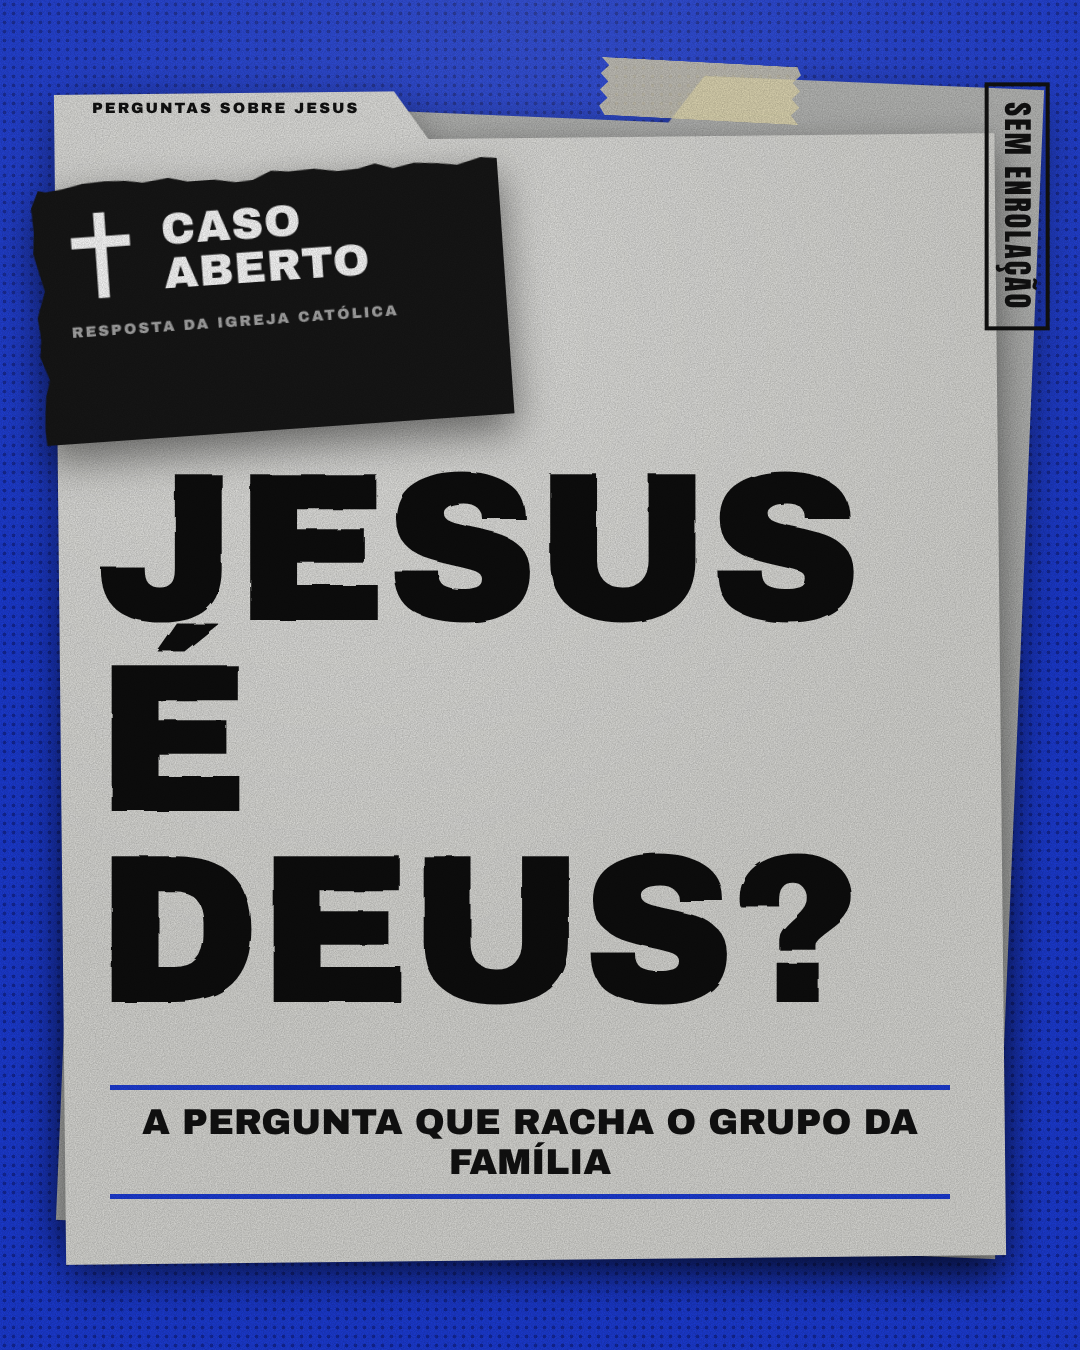 PERGUNTAS SOBRE JESUS
SEM ENROLAÇÃO
CASO
ABERTO
RESPOSTA DA IGREJA CATÓLICA
JESUS
É
DEUS?
A PERGUNTA QUE RACHA O GRUPO DA
FAMÍLIA